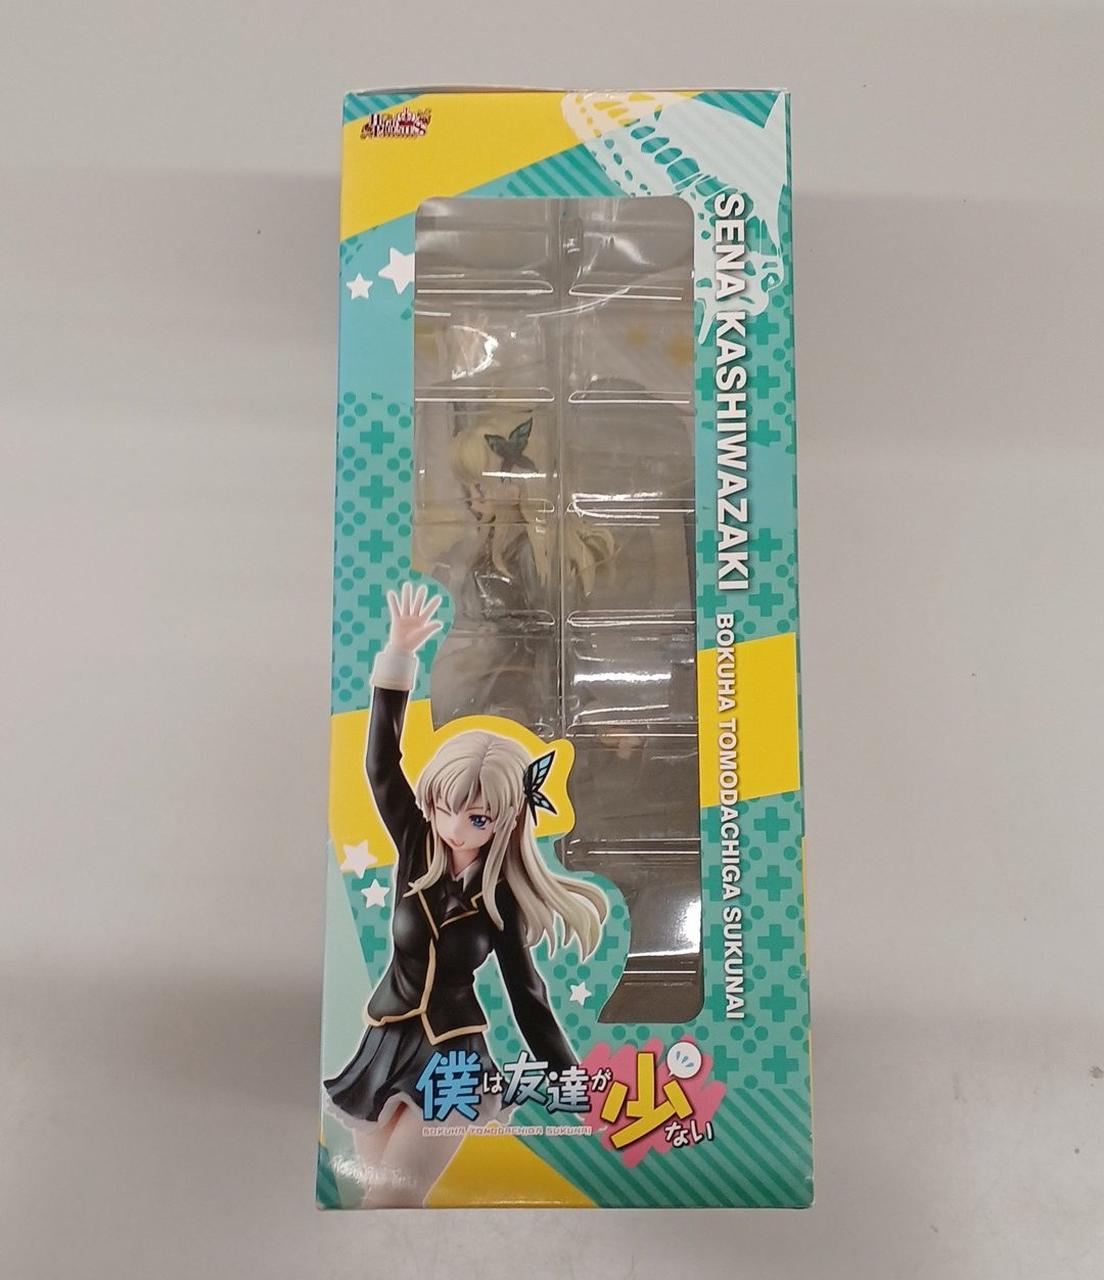 SENA KASHIWAZAKI BOKUHA TOMODACHIGA SUKUNAI
僕は友達が少ない
BOKUHA TOMODACHIGA SUKUNAI